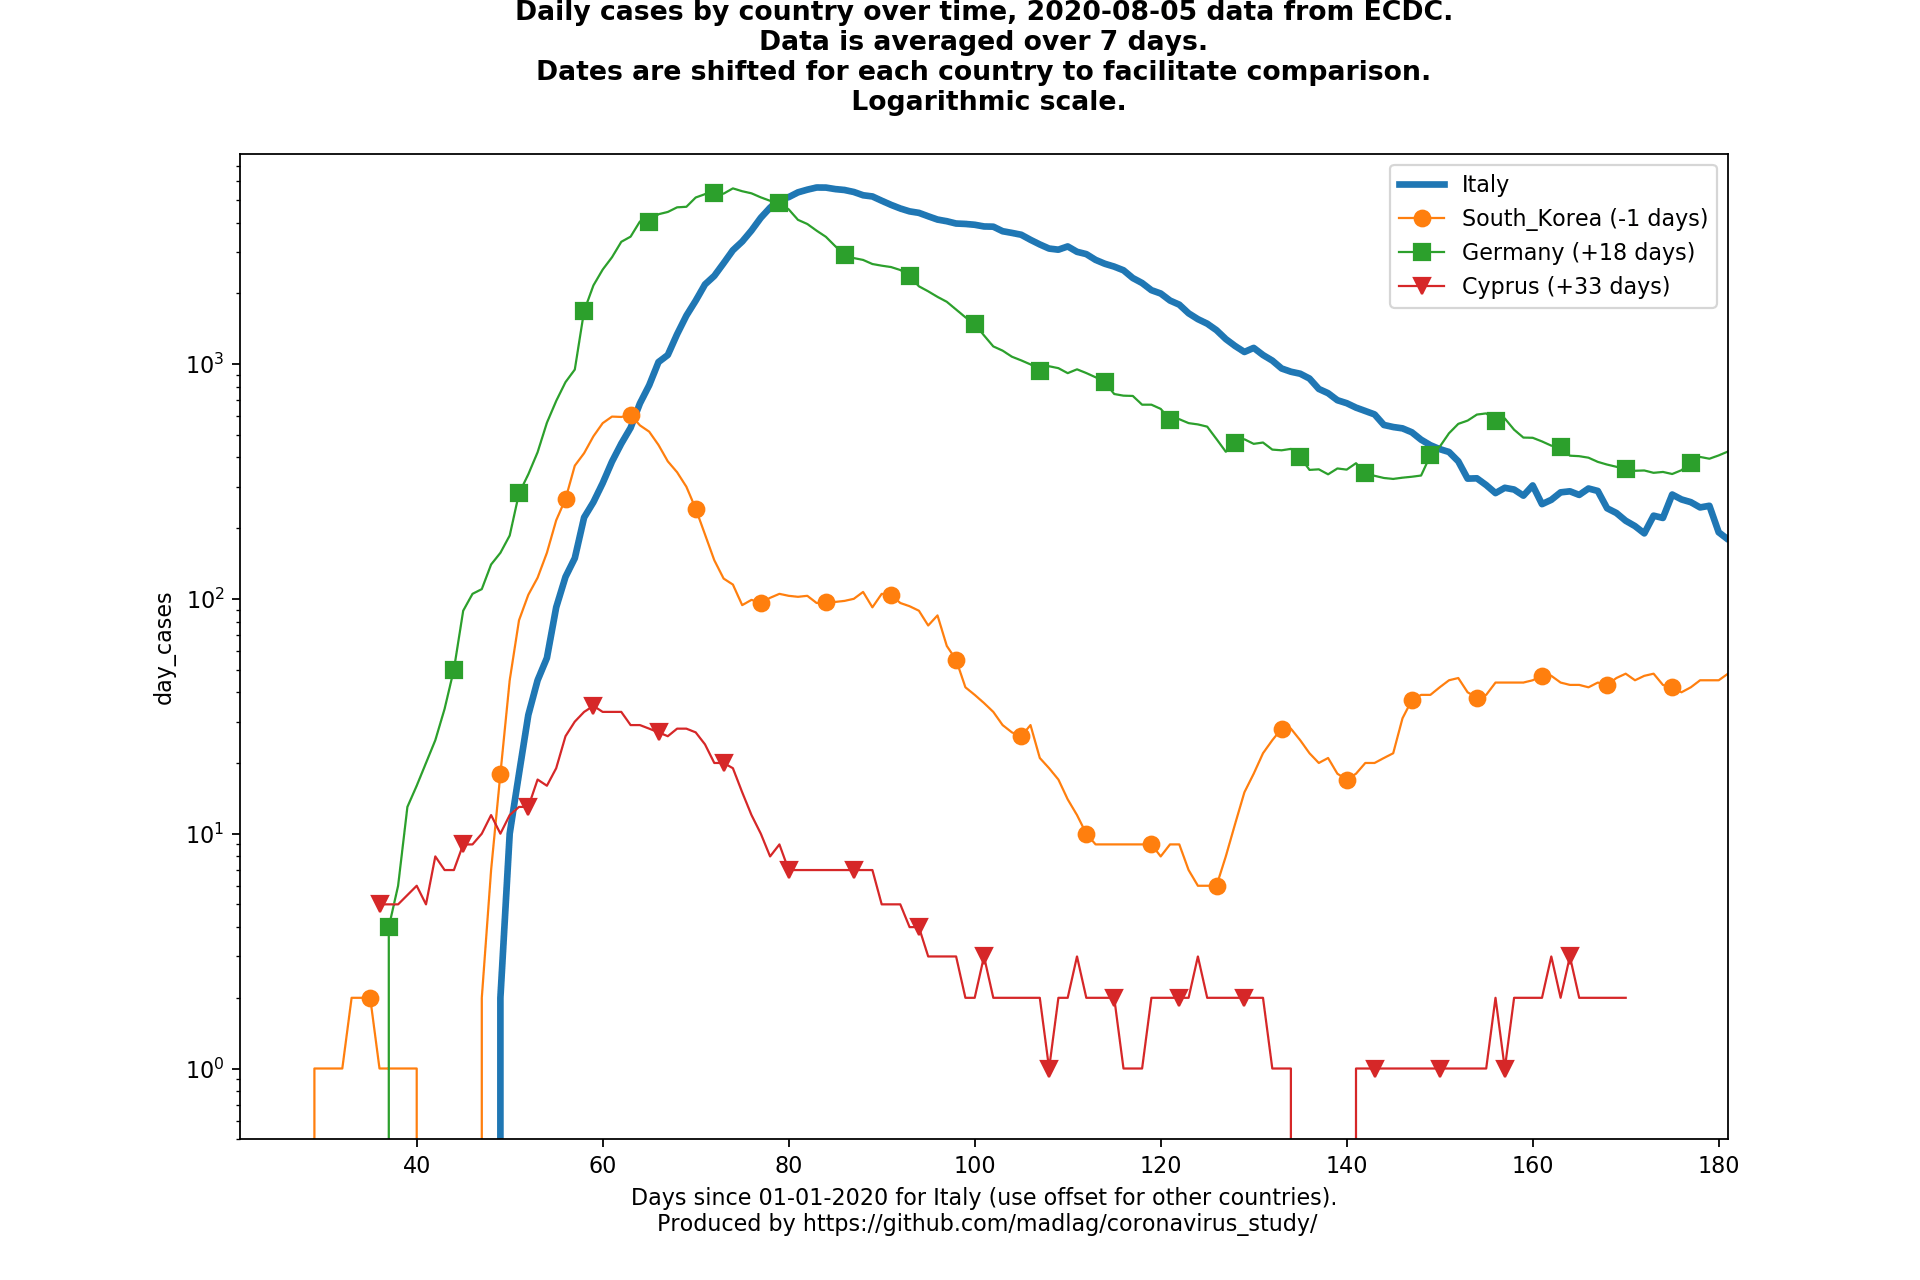 Daily cases by country over time, 2020-08-05 data from ECDC.
Data is averaged over 7 days.
Dates are shifted for each country to facilitate comparison.
Logarithmic scale.
Italy
South_Korea (-1 days)
Germany (+18 days)
Cyprus (+33 days)
day_cases
10³
10²
10¹
10⁰
40 60 80 100 120 140 160 180
Days since 01-01-2020 for Italy (use offset for other countries).
Produced by https://github.com/madlag/coronavirus_study/